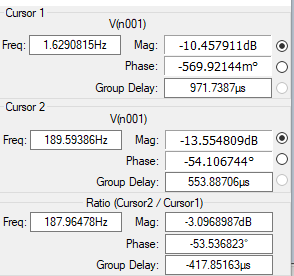 Cursor 1
V(n001)
Freq: 1.6290815Hz Mag: -10.457911dB
Phase: -569.92144m°
Group Delay: 971.7387µs
Cursor 2
V(n001)
Freq: 189.59386Hz Mag: -13.554809dB
Phase: -54.106744°
Group Delay: 553.88706µs
Ratio (Cursor2 / Cursor1)
Freq: 187.96478Hz Mag: -3.0968987dB
Phase: -53.536823°
Group Delay: -417.85163µs